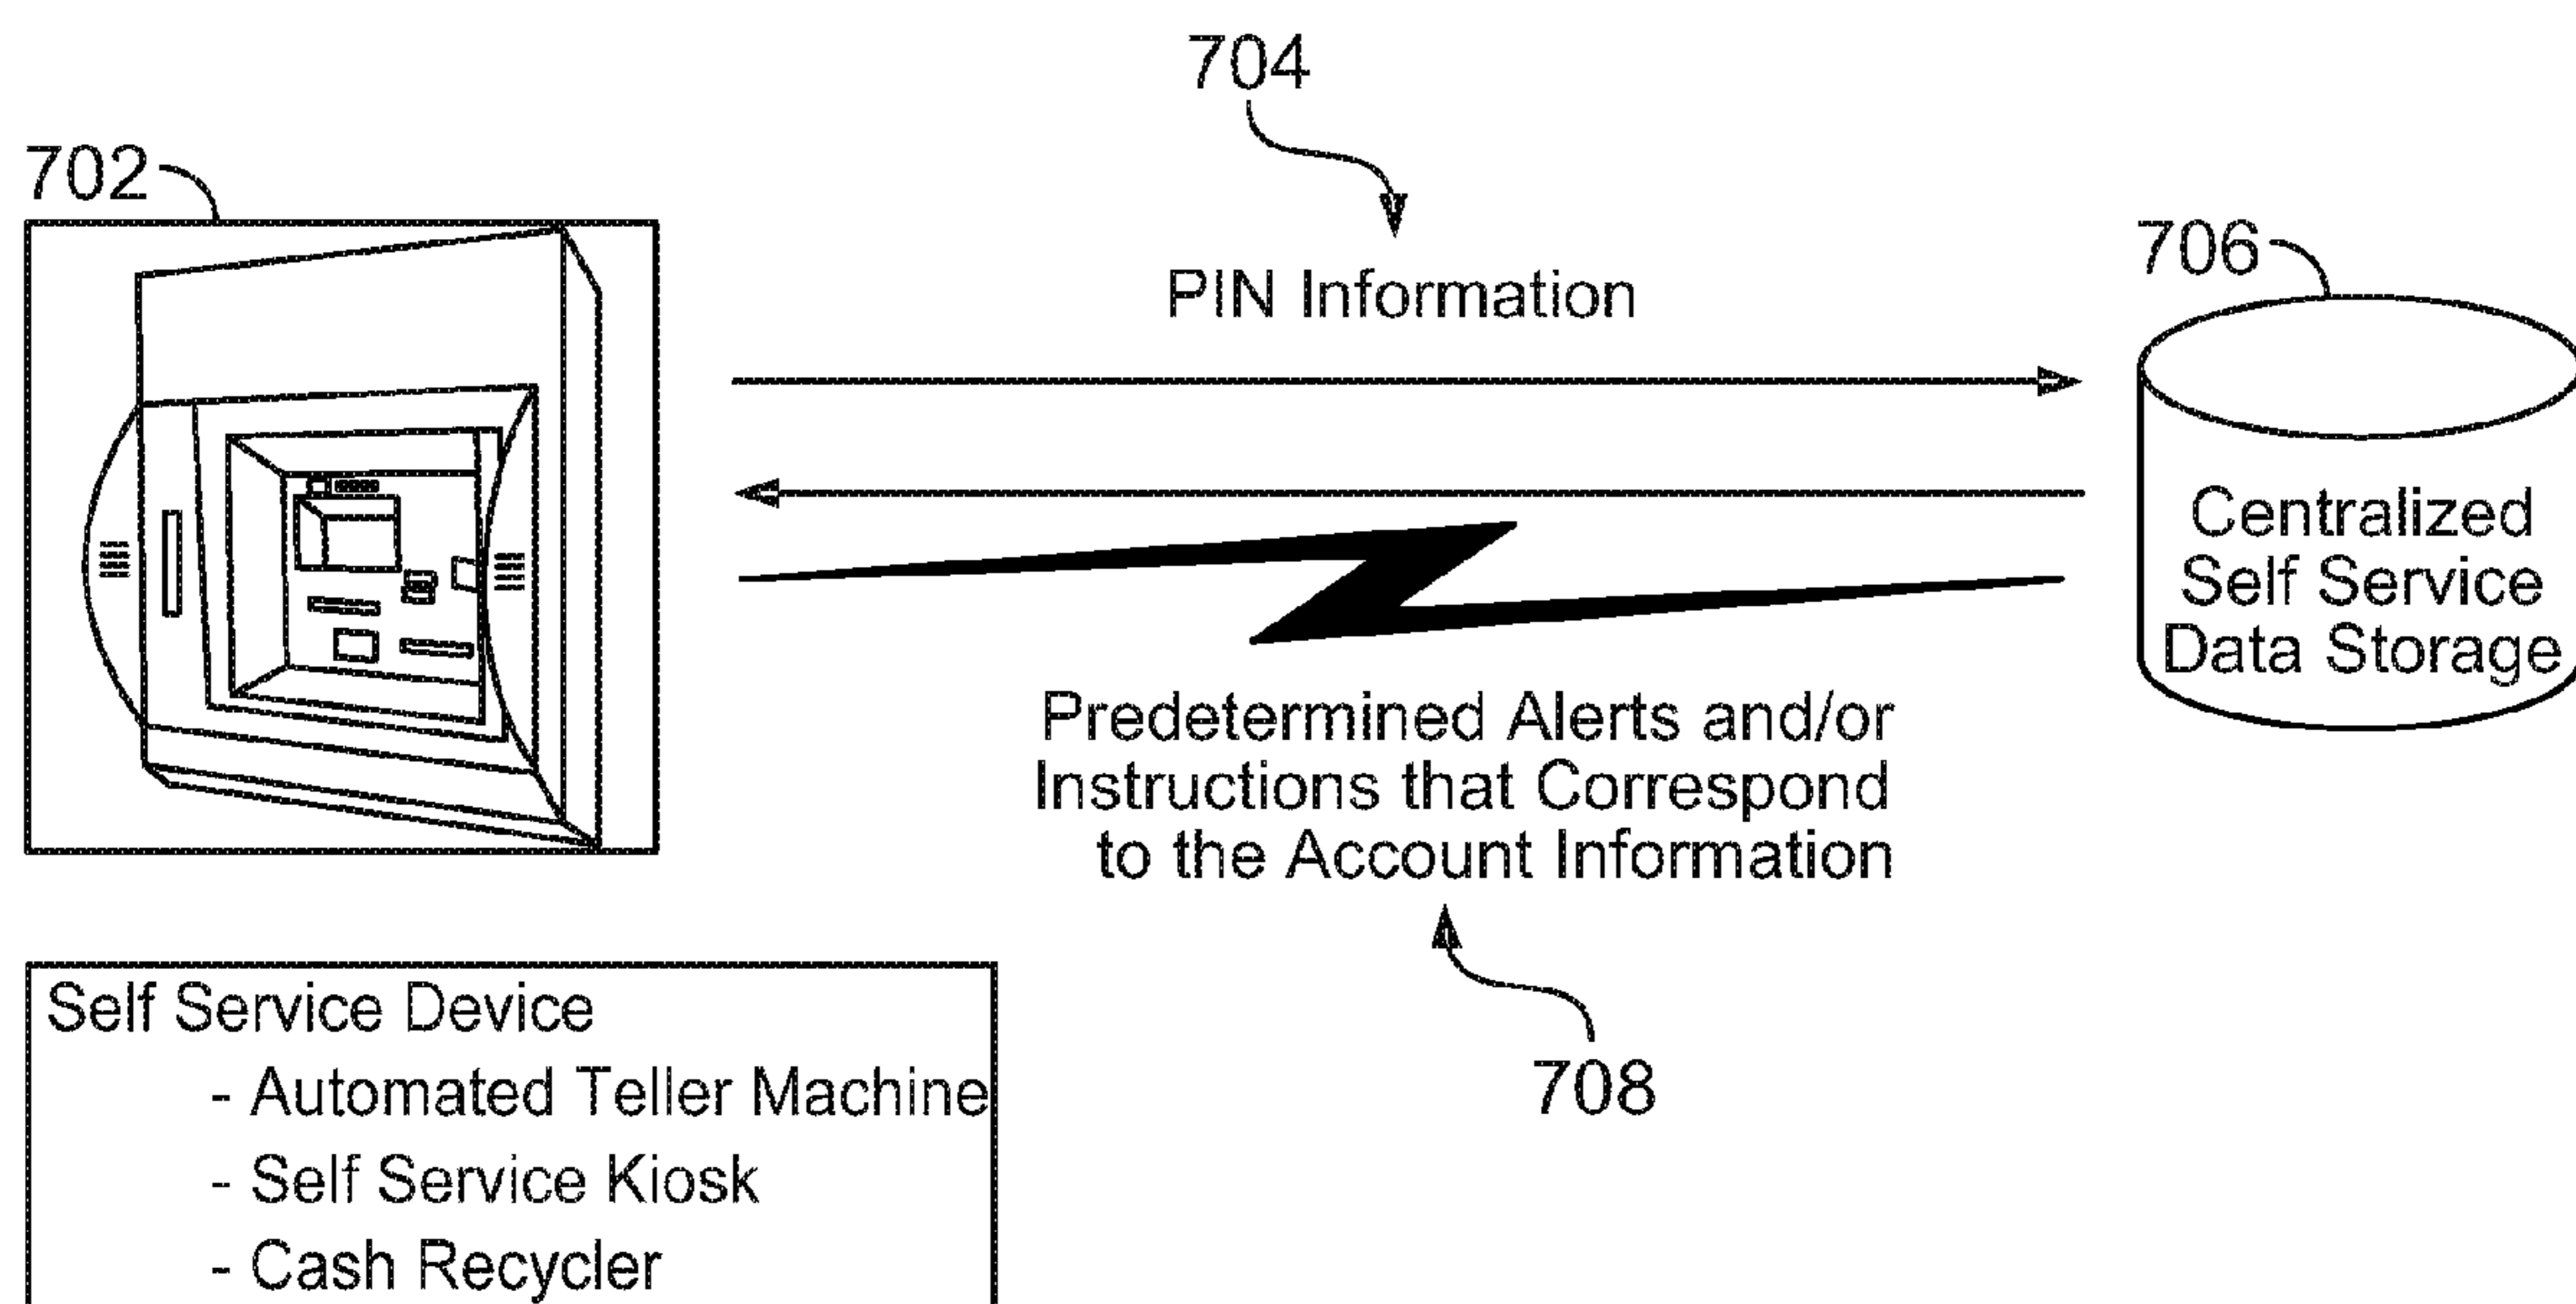 704
702
PIN Information
706
Centralized
Self Service
Data Storage
Predetermined Alerts and/or
Instructions that Correspond
to the Account Information
708
Self Service Device
- Automated Teller Machine
- Self Service Kiosk
- Cash Recycler